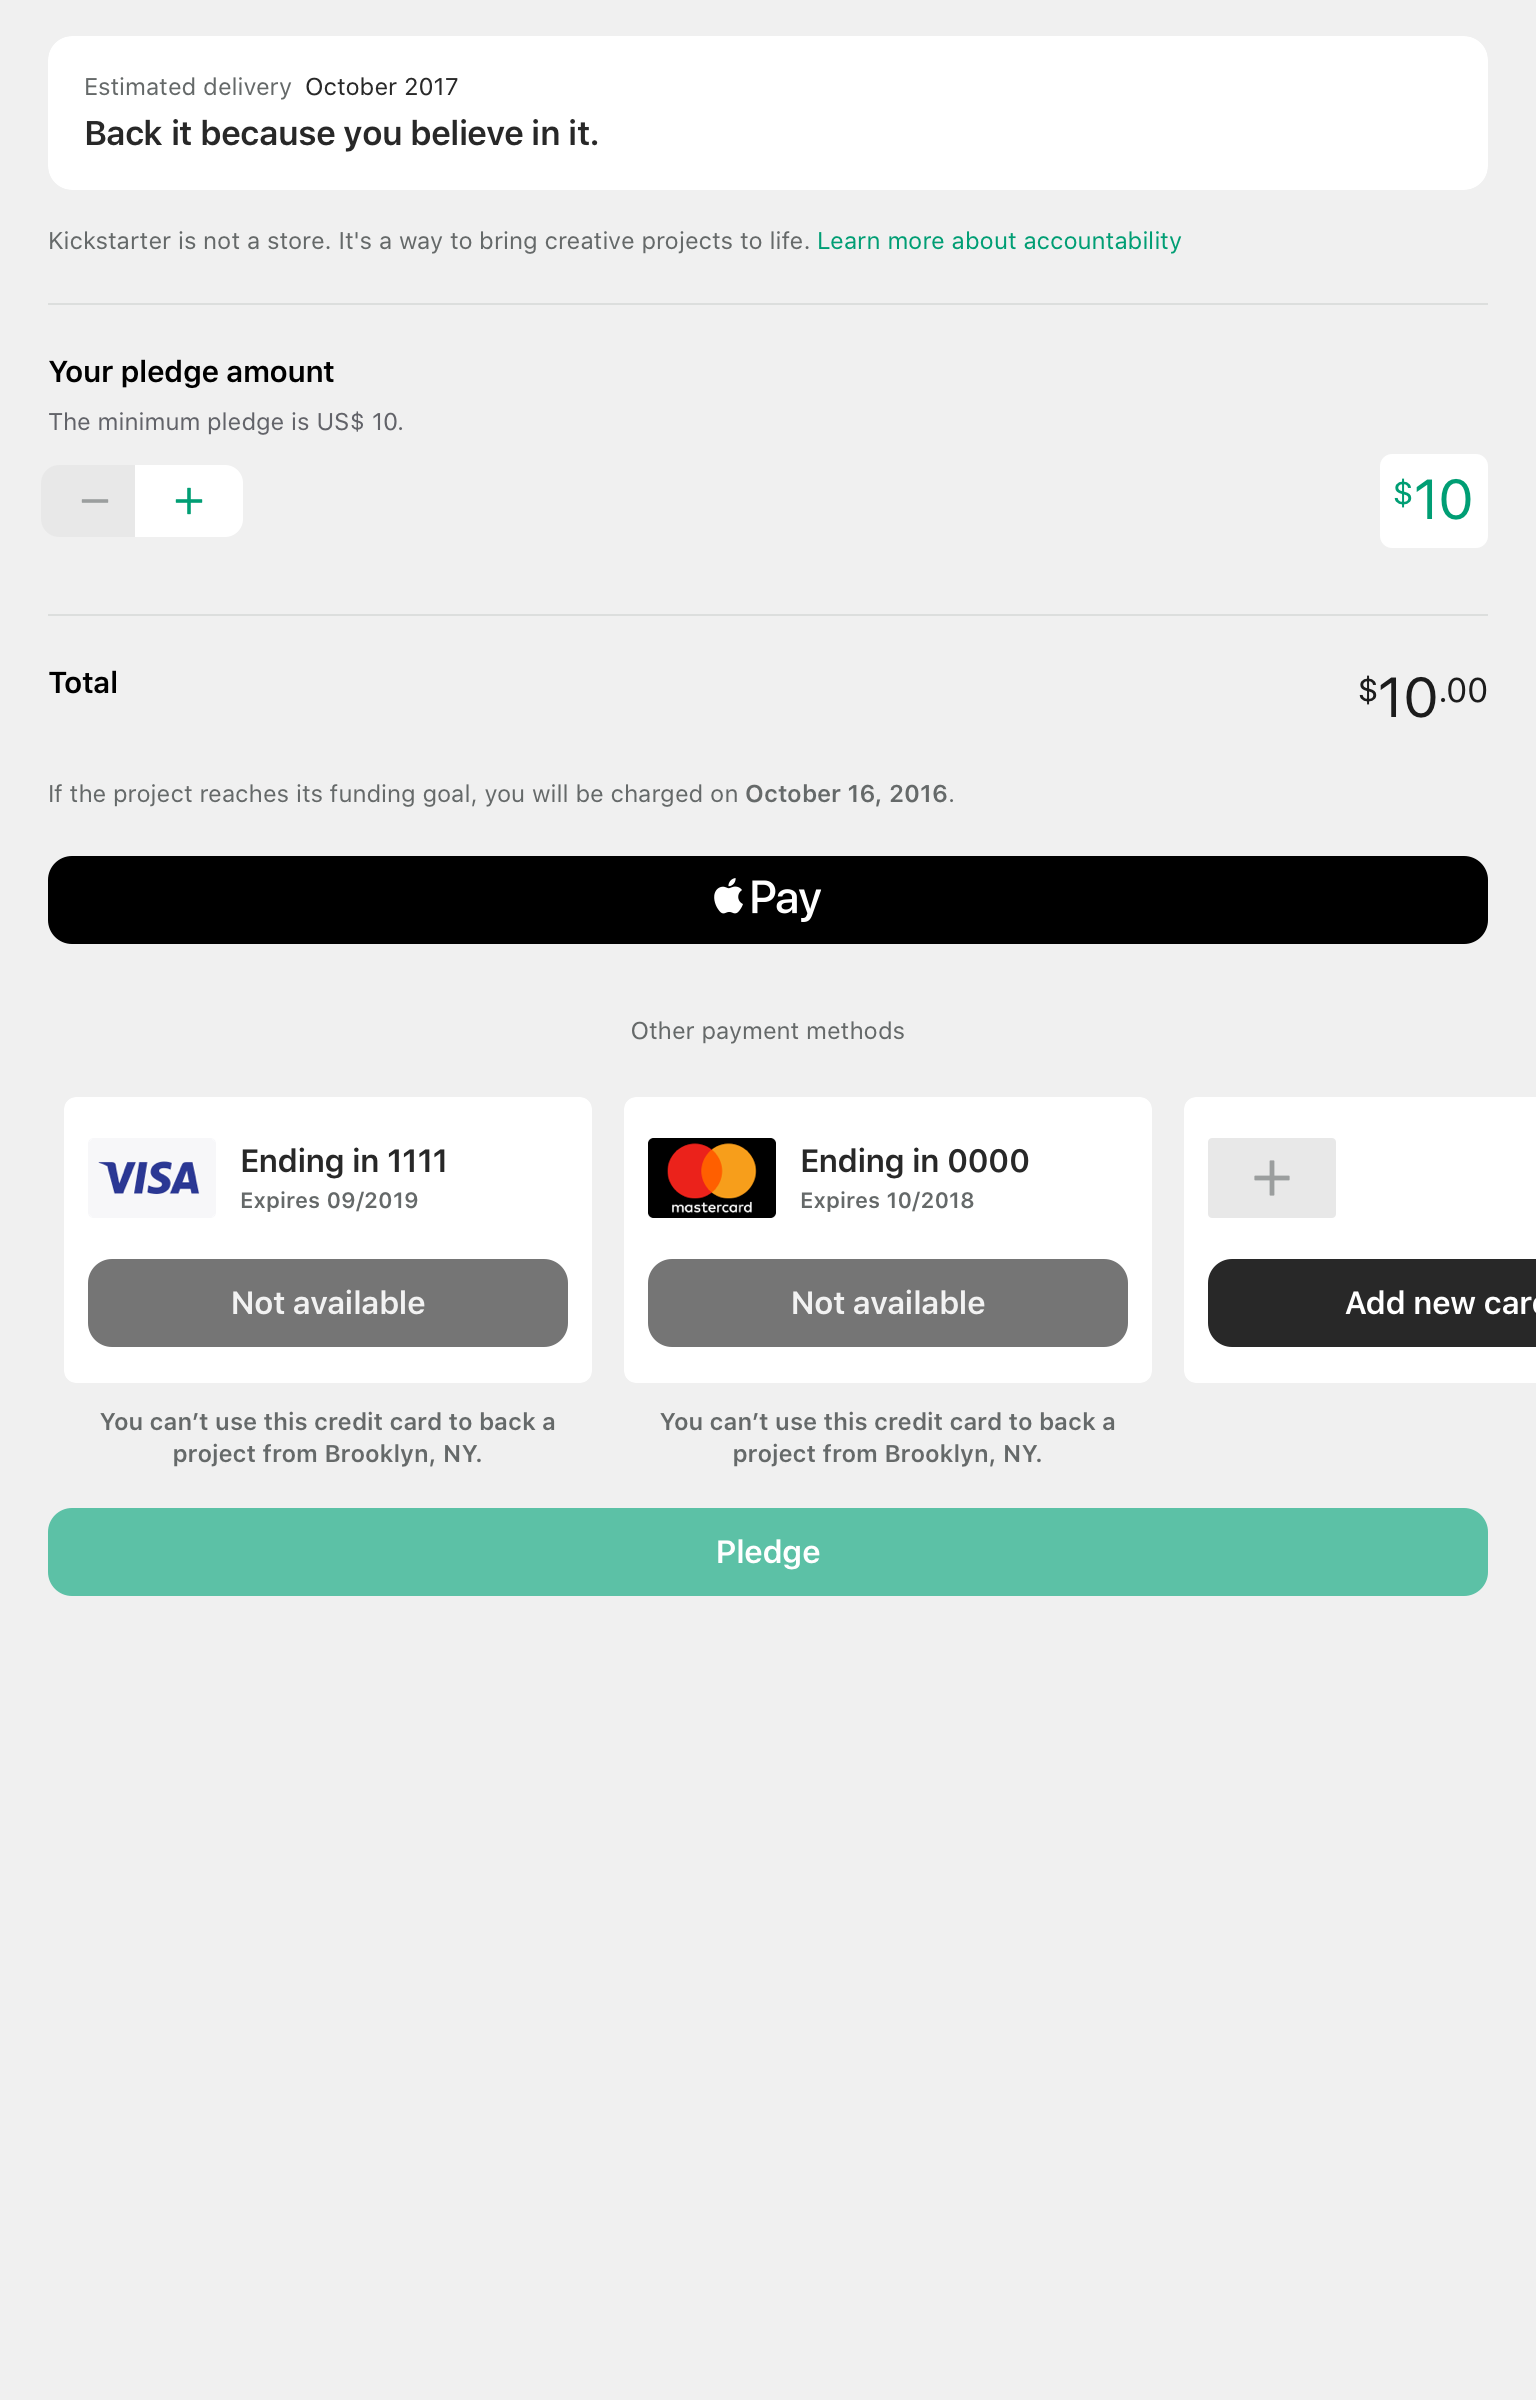 Estimated delivery October 2017
Back it because you believe in it.
Kickstarter is not a store. It's a way to bring creative projects to life. Learn more about accountability
Your pledge amount
The minimum pledge is US$ 10.
$10
Total
$10.00
If the project reaches its funding goal, you will be charged on October 16, 2016.
Pay
Other payment methods
VISA
Ending in 1111
Expires 09/2019
Not available
You can’t use this credit card to back a
project from Brooklyn, NY.
mastercard
Ending in 0000
Expires 10/2018
Not available
You can’t use this credit card to back a
project from Brooklyn, NY.
Add new card
Pledge